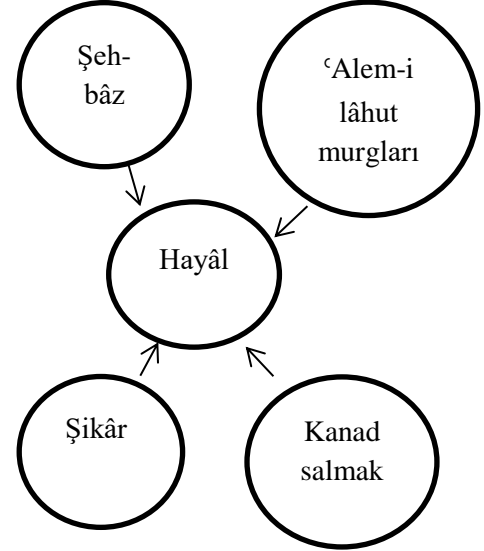 Şeh-
bâz
ʿAlem-i
lâhut
murgları
Hayâl
Şikâr
Kanad
salmak